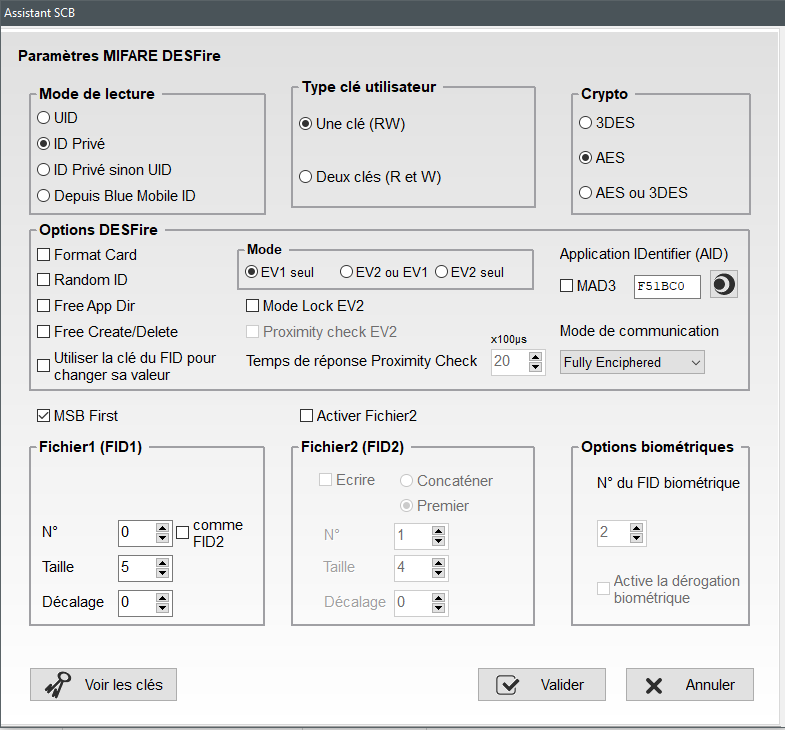 Assistant SCB
Paramètres MIFARE DESFire
Mode de lecture
UID
ID Privé
ID Privé sinon UID
Depuis Blue Mobile ID
Type clé utilisateur
Une clé (RW)
Deux clés (R et W)
Crypto
3DES
AES
AES ou 3DES
Options DESFire
Format Card
Random ID
Free App Dir
Free Create/Delete
Utiliser la clé du FID pour
changer sa valeur
Mode
EV1 seul
EV2 ou EV1
EV2 seul
Mode Lock EV2
Proximity check EV2
x100µs
Temps de réponse Proximity Check
20
Application IDentifier (AID)
MAD3
F51BC0
Mode de communication
Fully Enciphered
MSB First
Activer Fichier2
Fichier1 (FID1)
N°
0
comme
FID2
Taille
5
Décalage
0
Fichier2 (FID2)
Ecrire
Concaténer
Premier
N°
1
Taille
4
Décalage
0
Options biométriques
N° du FID biométrique
2
Active la dérogation
biométrique
Voir les clés
Valider
Annuler